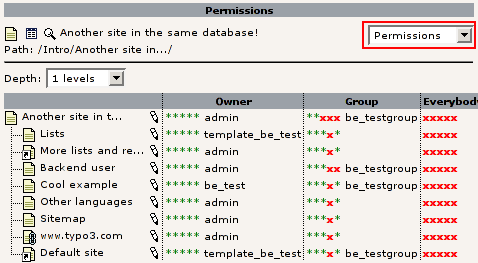 Permissions
Another site in the same database! Permissions
Path: /Intro/Another site in.../
Depth: 1 levels
Owner Group Everybody
Another site in t... ***** admin **xxx be_testgroup xxxxx
Lists ***** template_be_test ***x* xxxxx
More lists and re... ***** admin ***x* xxxxx
Backend user ***** admin ***xx be_testgroup xxxxx
Cool example ***** be_test ***x* be_testgroup xxxxx
Other languages ***** admin ***x* xxxxx
Sitemap ***** admin ***x* xxxxx
www.typo3.com ***** admin ***x* xxxxx
Default site ***** template_be_test ***x* be_testgroup xxxxx